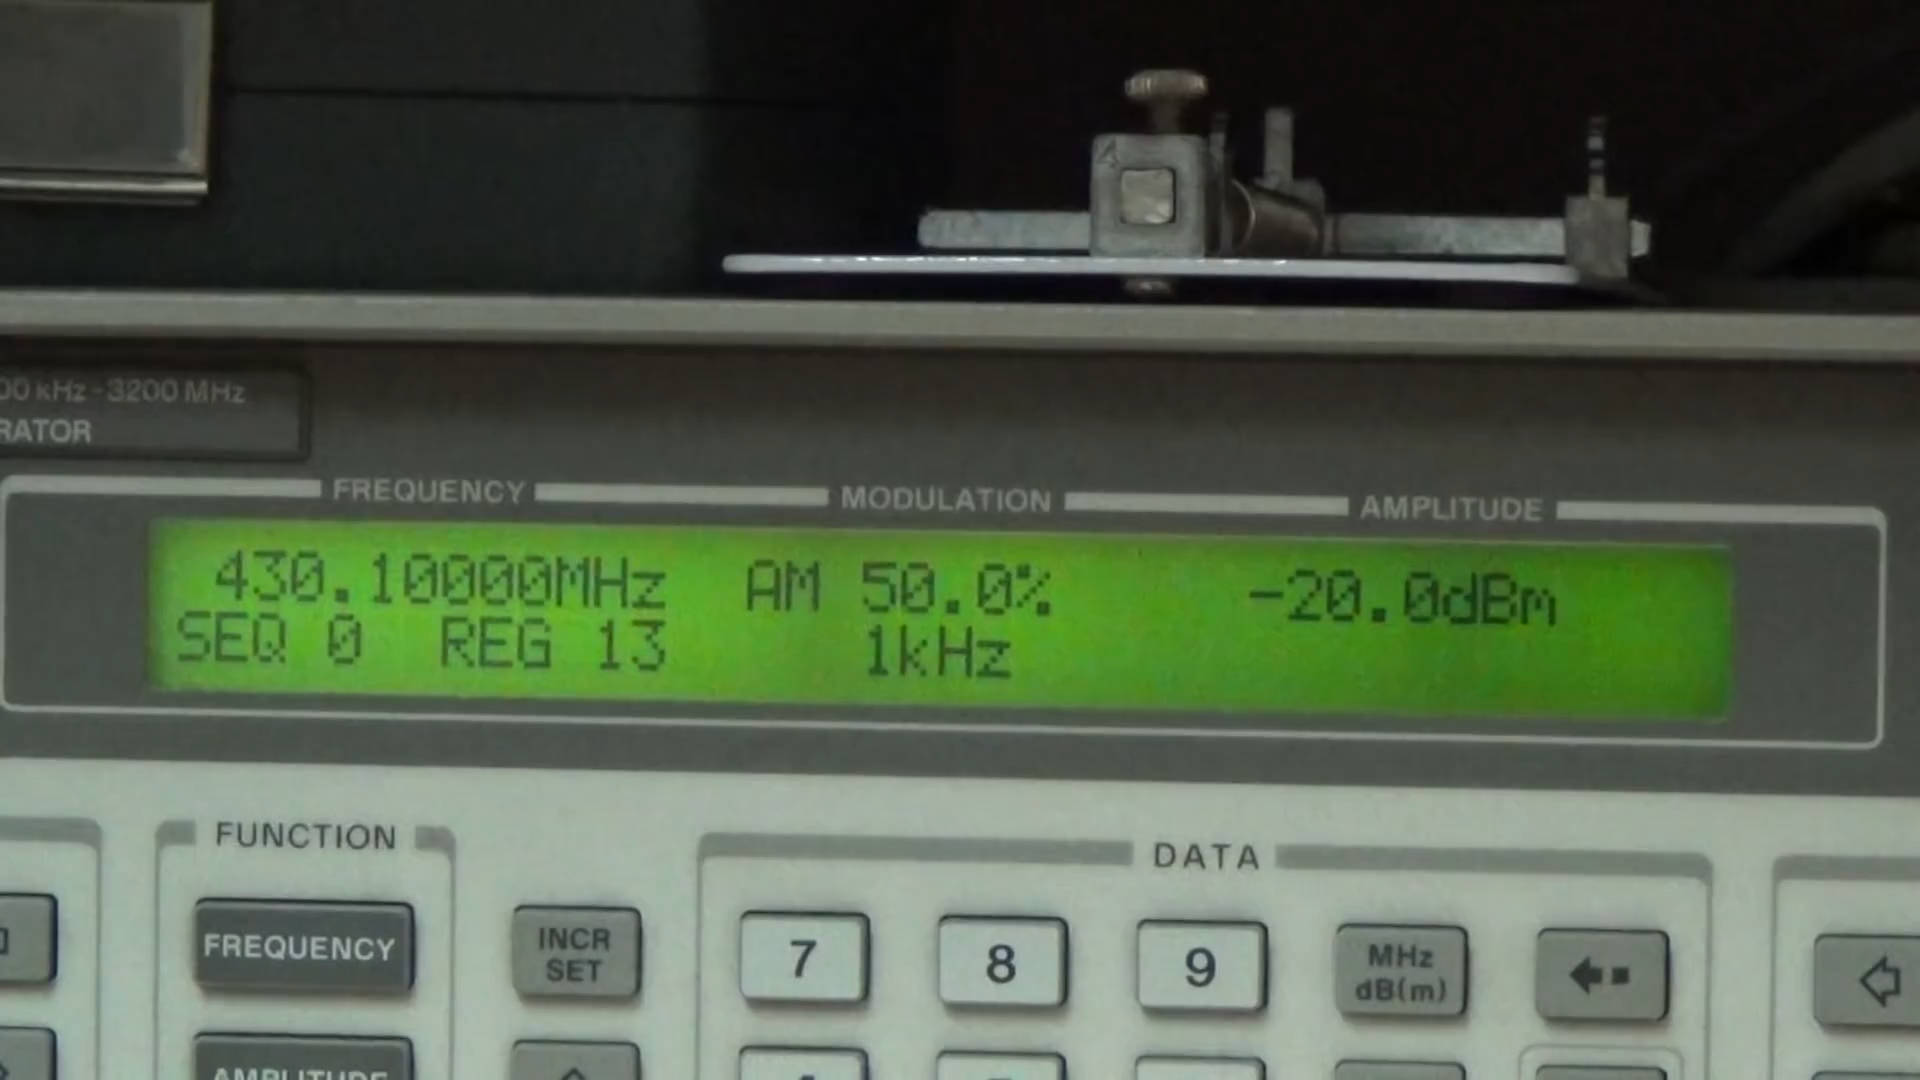 00 kHz - 3200 MHz
RATOR
FREQUENCY MODULATION AMPLITUDE
430.10000MHz AM 50.0% -20.0dBm
SEQ 0 REG 13 1kHz
FUNCTION
DATA
FREQUENCY
INCR
SET
7
8
9
MHz
dB(m)
AMPLITUDE